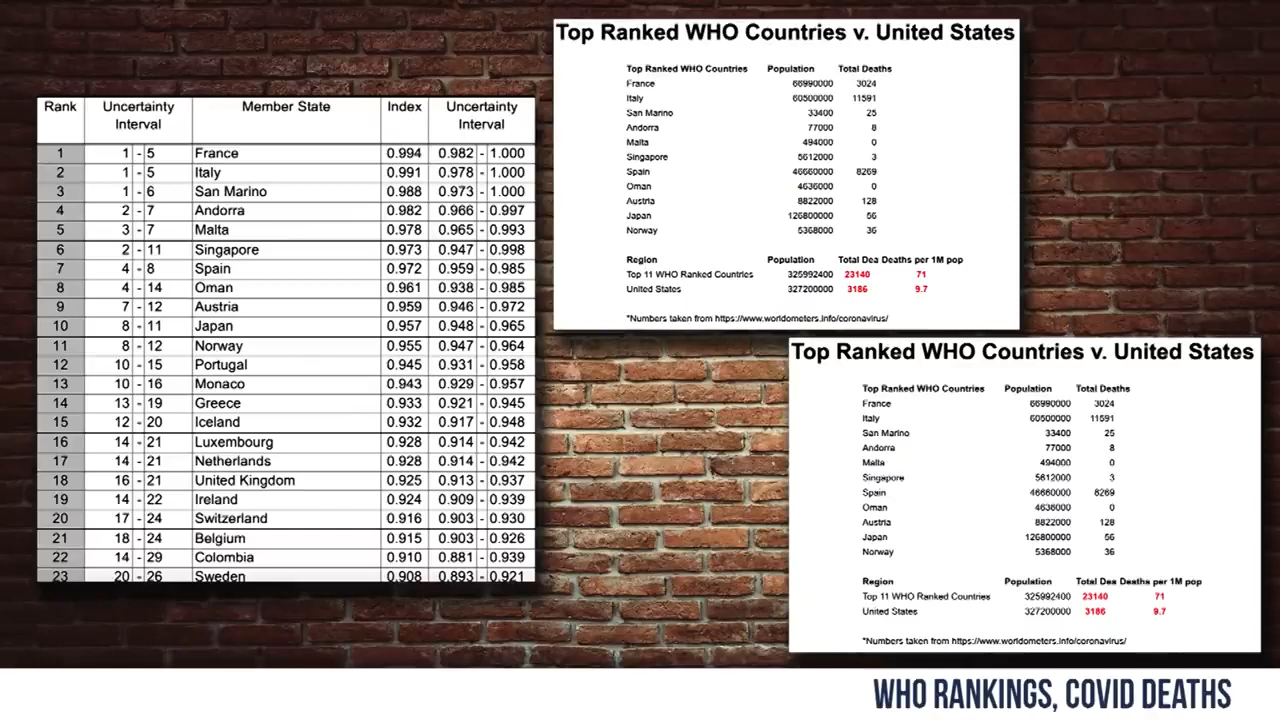 Rank Uncertainty Interval Member State Index Uncertainty Interval
1 1 - 5 France 0.994 0.982 - 1.000
2 1 - 5 Italy 0.991 0.978 - 1.000
3 1 - 6 San Marino 0.988 0.973 - 1.000
4 2 - 7 Andorra 0.982 0.966 - 0.997
5 3 - 7 Malta 0.978 0.965 - 0.993
6 2 - 11 Singapore 0.973 0.947 - 0.998
7 4 - 8 Spain 0.972 0.959 - 0.985
8 4 - 14 Oman 0.961 0.938 - 0.985
9 7 - 12 Austria 0.959 0.946 - 0.972
10 8 - 11 Japan 0.957 0.948 - 0.965
11 8 - 12 Norway 0.955 0.947 - 0.964
12 10 - 15 Portugal 0.945 0.931 - 0.958
13 10 - 16 Monaco 0.943 0.929 - 0.957
14 13 - 19 Greece 0.933 0.921 - 0.945
15 12 - 20 Iceland 0.932 0.917 - 0.948
16 14 - 21 Luxembourg 0.928 0.914 - 0.942
17 14 - 21 Netherlands 0.928 0.914 - 0.942
18 16 - 21 United Kingdom 0.925 0.913 - 0.937
19 14 - 22 Ireland 0.924 0.909 - 0.939
20 17 - 24 Switzerland 0.916 0.903 - 0.930
21 18 - 24 Belgium 0.915 0.903 - 0.926
22 14 - 29 Colombia 0.910 0.881 - 0.939
23 20 - 26 Sweden 0.908 0.893 - 0.921
Top Ranked WHO Countries v. United States
Top Ranked WHO Countries Population Total Deaths
France 66990000 3024
Italy 60500000 11591
San Marino 33400 25
Andorra 77000 8
Malta 494000 0
Singapore 5612000 3
Spain 46660000 8269
Oman 4636000 0
Austria 8822000 128
Japan 126800000 56
Norway 5368000 36
Region Population Total Dea Deaths per 1M pop
Top 11 WHO Ranked Countries 325992400 23140 71
United States 327200000 3186 9.7
*Numbers taken from https://www.worldometers.info/coronavirus/
Top Ranked WHO Countries v. United States
Top Ranked WHO Countries Population Total Deaths
France 66990000 3024
Italy 60500000 11591
San Marino 33400 25
Andorra 77000 8
Malta 494000 0
Singapore 5612000 3
Spain 46660000 8269
Oman 4636000 0
Austria 8822000 128
Japan 126800000 56
Norway 5368000 36
Region Population Total Dea Deaths per 1M pop
Top 11 WHO Ranked Countries 325992400 23140 71
United States 327200000 3186 9.7
*Numbers taken from https://www.worldometers.info/coronavirus/
WHO RANKINGS, COVID DEATHS